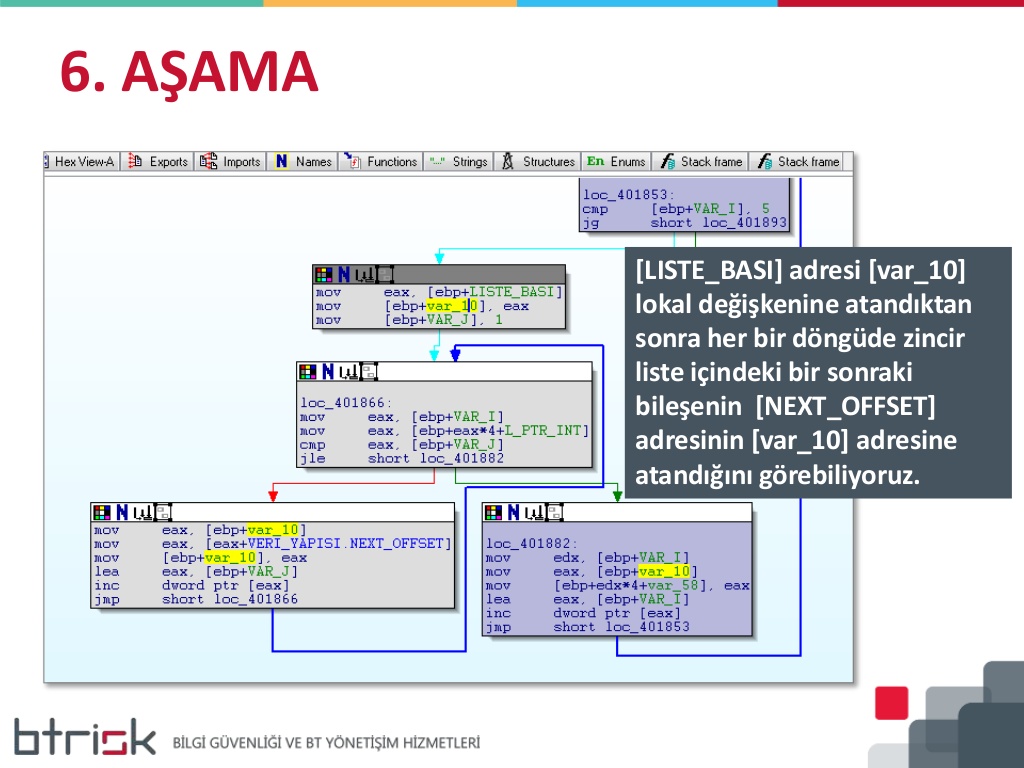 6. AŞAMA
Hex View-A Exports Imports N Names Functions "..." Strings Structures En Enums Stack frame Stack frame
loc_401853:
cmp [ebp+VAR_I], 5
jg short loc_401893
[LISTE_BASI] adresi [var_10]
lokal değişkenine atandıktan
sonra her bir döngüde zincir
liste içindeki bir sonraki
bileşenin [NEXT_OFFSET]
adresinin [var_10] adresine
atandığını görebiliyoruz.
mov eax, [ebp+LISTE_BASI]
mov [ebp+var_10], eax
mov [ebp+VAR_J], 1
loc_401866:
mov eax, [ebp+VAR_I]
mov eax, [ebp+eax*4+L_PTR_INT]
cmp eax, [ebp+VAR_J]
jle short loc_401882
mov eax, [ebp+var_10]
mov eax, [eax+VERI_YAPISI.NEXT_OFFSET]
mov [ebp+var_10], eax
lea eax, [ebp+VAR_J]
inc dword ptr [eax]
jmp short loc_401866
loc_401882:
mov edx, [ebp+VAR_I]
mov eax, [ebp+var_10]
mov [ebp+edx*4+var_58], eax
lea eax, [ebp+VAR_I]
inc dword ptr [eax]
jmp short loc_401853
btrisk BİLGİ GÜVENLİĞİ VE BT YÖNETİŞİM HİZMETLERİ